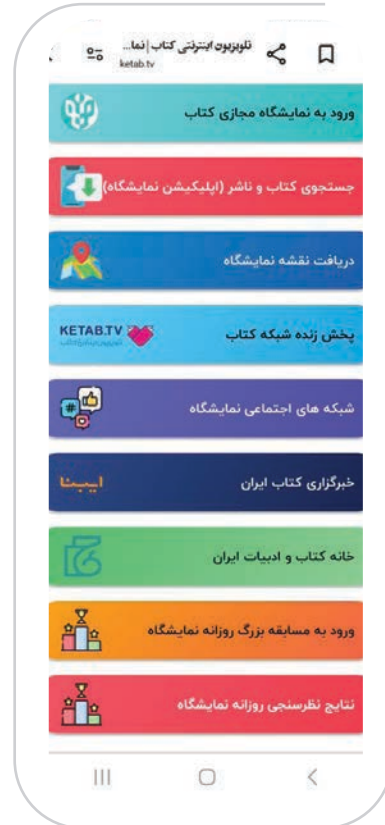 تلویزیون اینترنتی کتاب | نما...
ketab.tv
ورود به نمایشگاه مجازی کتاب
جستجوی کتاب و ناشر (اپلیکیشن نمایشگاه)
دریافت نقشه نمایشگاه
پخش زنده شبکه کتاب
KETAB.TV
شبکه های اجتماعی نمایشگاه
خبرگزاری کتاب ایران
ایبنا
خانه کتاب و ادبیات ایران
ورود به مسابقه بزرگ روزانه نمایشگاه
نتایج نظرسنجی روزانه نمایشگاه